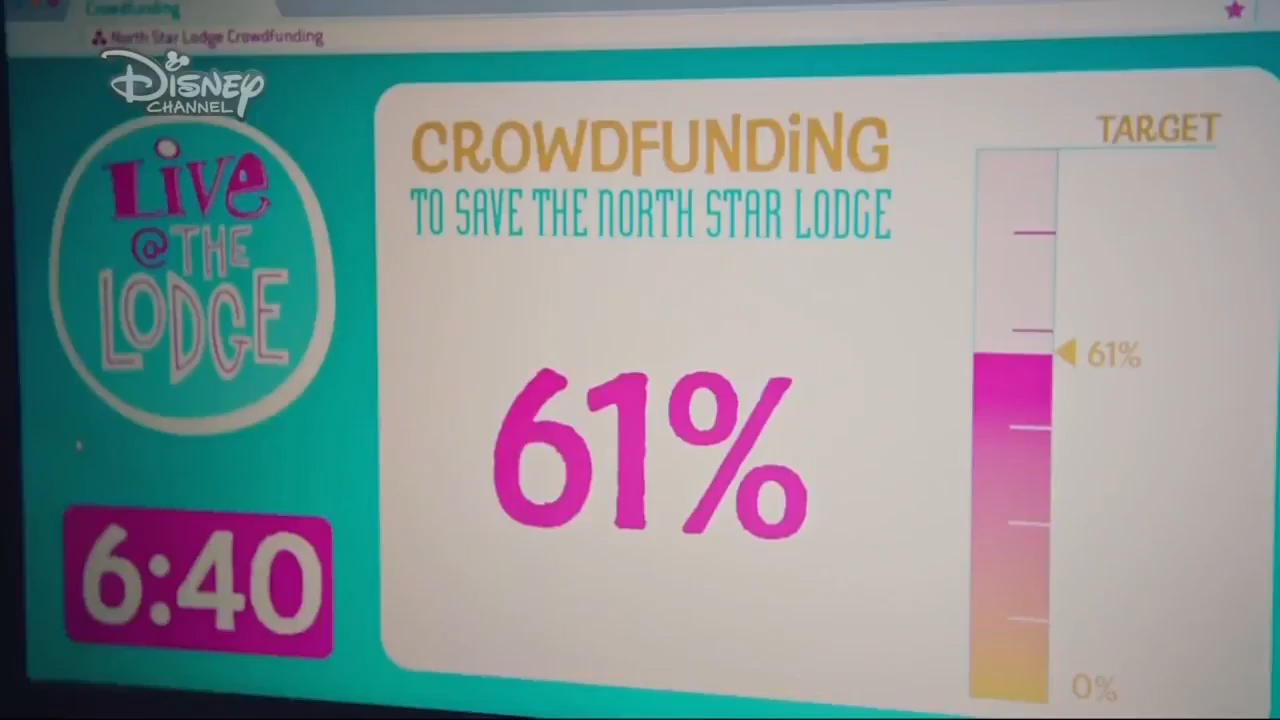 Crowdfunding
North Star Lodge Crowdfunding
DISNEY
CHANNEL
LiVe
@ THE
LODGE
6:40
CROWDFUNDiNG
TO SAVE THE NORTH STAR LODGE
61%
TARGET
61%
0%